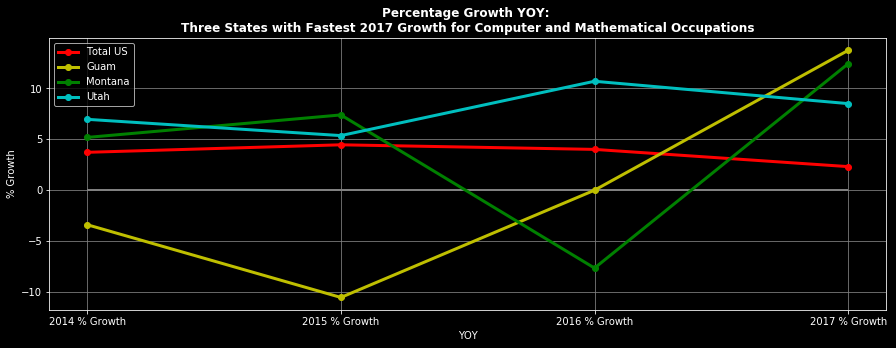 Percentage Growth YOY:
Three States with Fastest 2017 Growth for Computer and Mathematical Occupations
Total US
Guam
Montana
Utah
% Growth
10
5
0
−5
−10
2014 % Growth
2015 % Growth
2016 % Growth
2017 % Growth
YOY